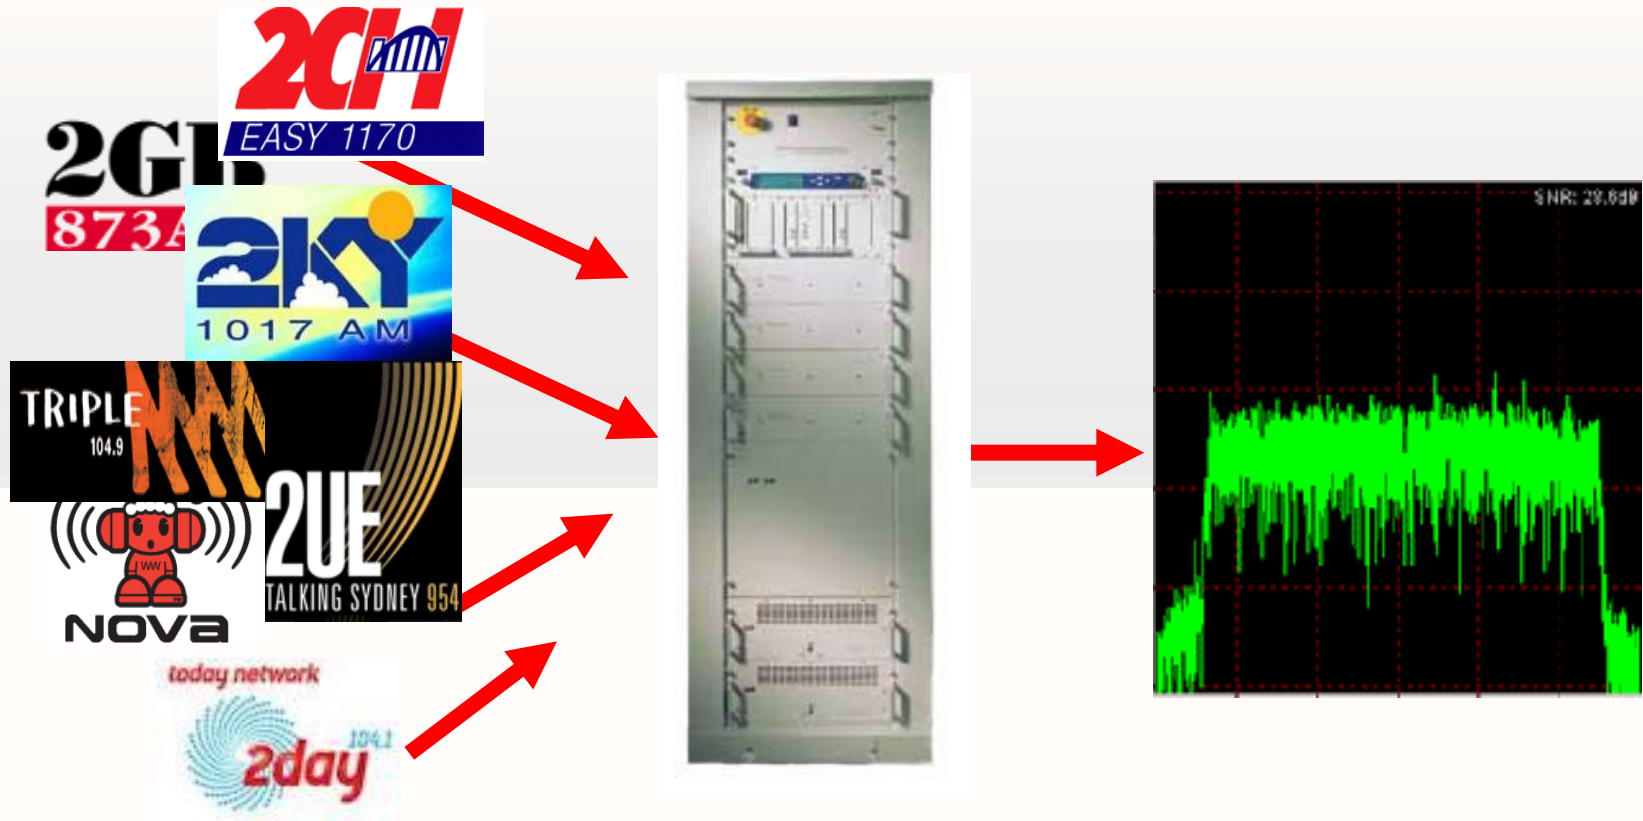 2CH
EASY 1170
2GB
873A
2KY
1017 AM
TRIPLE
104.9
2UE
TALKING SYDNEY 954
WW
NOVA
today network
104.1
2day
SNR: 28.6dB